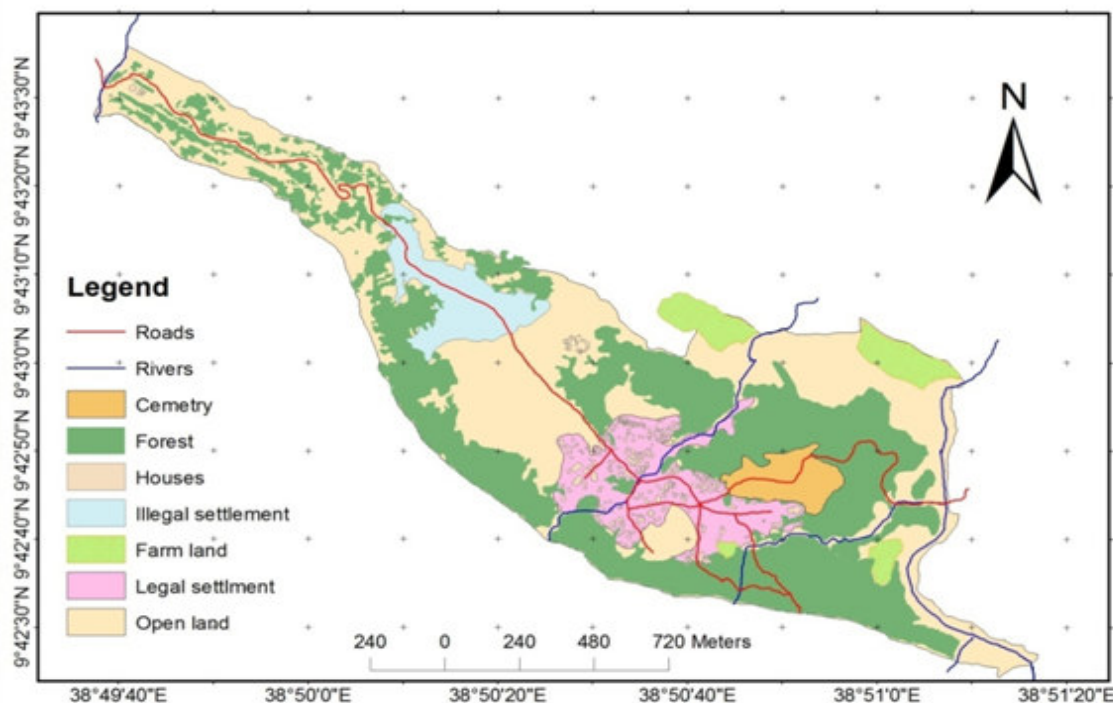 N
9°43'30"N
9°43'20"N
9°43'10"N
9°43'0"N
9°42'50"N
9°42'40"N
9°42'30"N
Legend
Roads
Rivers
Cemetry
Forest
Houses
Illegal settlement
Farm land
Legal settlment
Open land
240 0 240 480 720 Meters
38°49'40"E 38°50'0"E 38°50'20"E 38°50'40"E 38°51'0"E 38°51'20"E